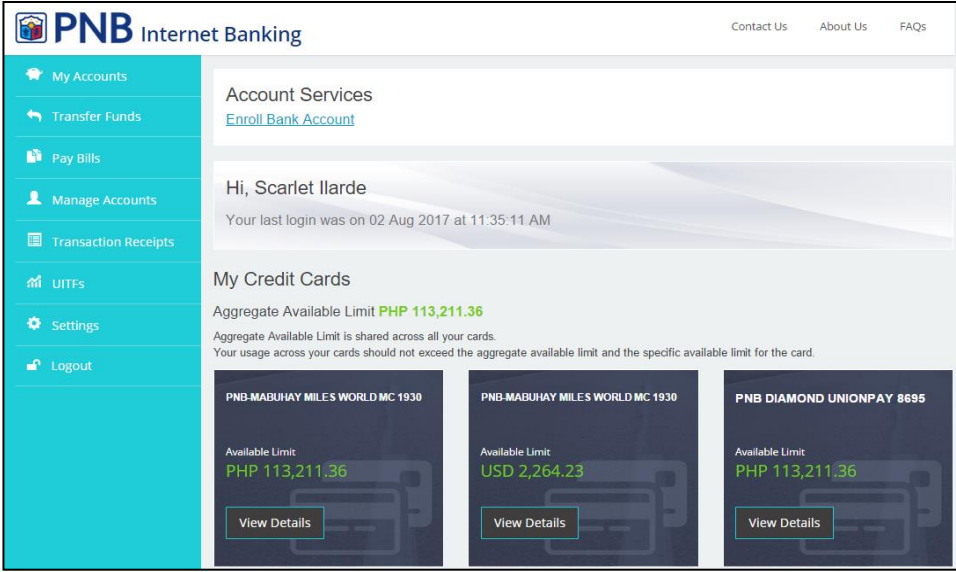 PNB Internet Banking
Contact Us
About Us
FAQs
My Accounts
Transfer Funds
Pay Bills
Manage Accounts
Transaction Receipts
UITFs
Settings
Logout
Account Services
Enroll Bank Account
Hi, Scarlet Ilarde
Your last login was on 02 Aug 2017 at 11:35:11 AM
My Credit Cards
Aggregate Available Limit PHP 113,211.36
Aggregate Available Limit is shared across all your cards.
Your usage across your cards should not exceed the aggregate available limit and the specific available limit for the card.
PNB-MABUHAY MILES WORLD MC 1930
Available Limit
PHP 113,211.36
View Details
PNB-MABUHAY MILES WORLD MC 1930
Available Limit
USD 2,264.23
View Details
PNB DIAMOND UNIONPAY 8695
Available Limit
PHP 113,211.36
View Details